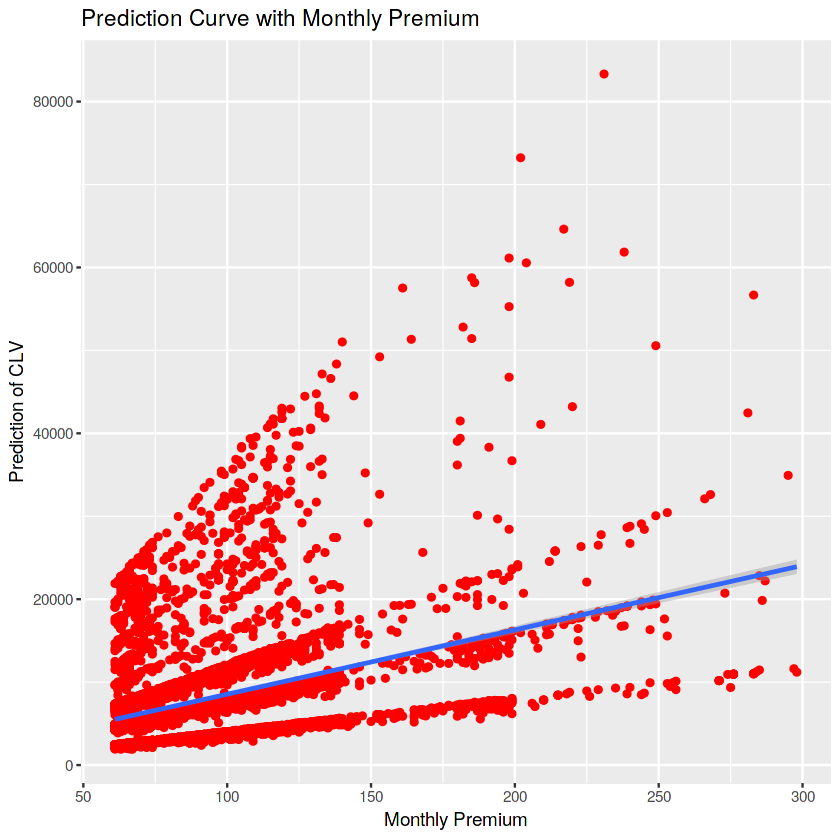 Prediction Curve with Monthly Premium
80000
60000
40000
20000
0
Prediction of CLV
50 100 150 200 250 300
Monthly Premium